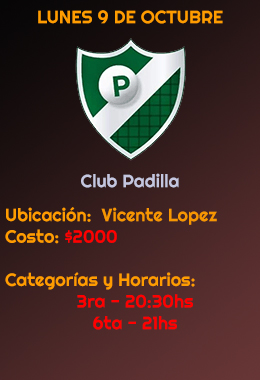 LUNES 9 DE OCTUBRE
P
Club Padilla
Ubicación: Vicente Lopez
Costo: $2000
Categorías y Horarios:
3ra - 20:30hs
6ta - 21hs